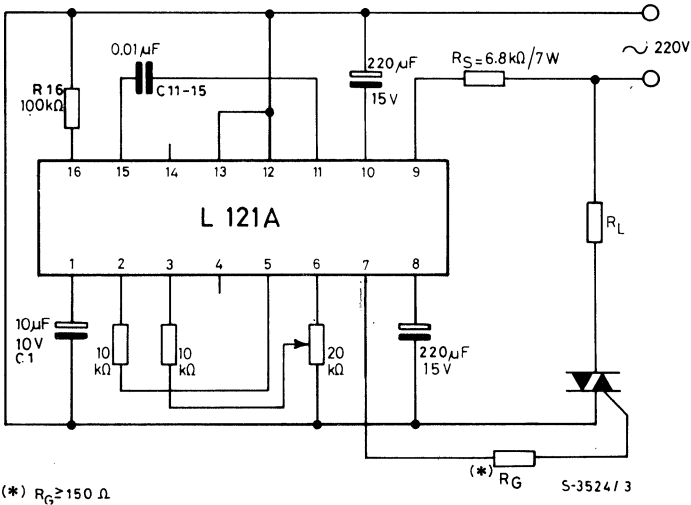 220V
R16
100kΩ
0.01µF
C11-15
220µF
15V
RS=6.8kΩ/7W
16 15 14 13 12 11 10 9
L 121A
RL
1 2 3 4 5 6 7 8
10µF
10V
C1
10
kΩ
10
kΩ
20
kΩ
220µF
15V
(*) RG
S-3524/3
(*) RG≥150 Ω